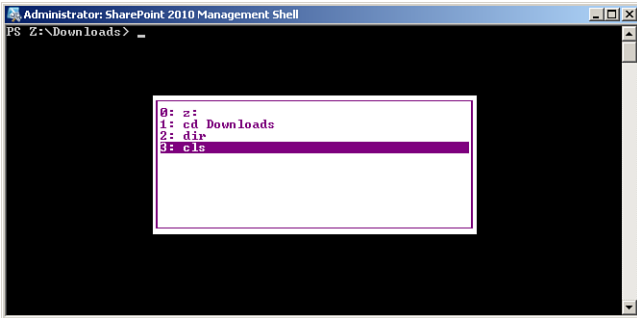 Administrator: SharePoint 2010 Management Shell
PS Z:\Downloads> _
0: z:
1: cd Downloads
2: dir
3: cls